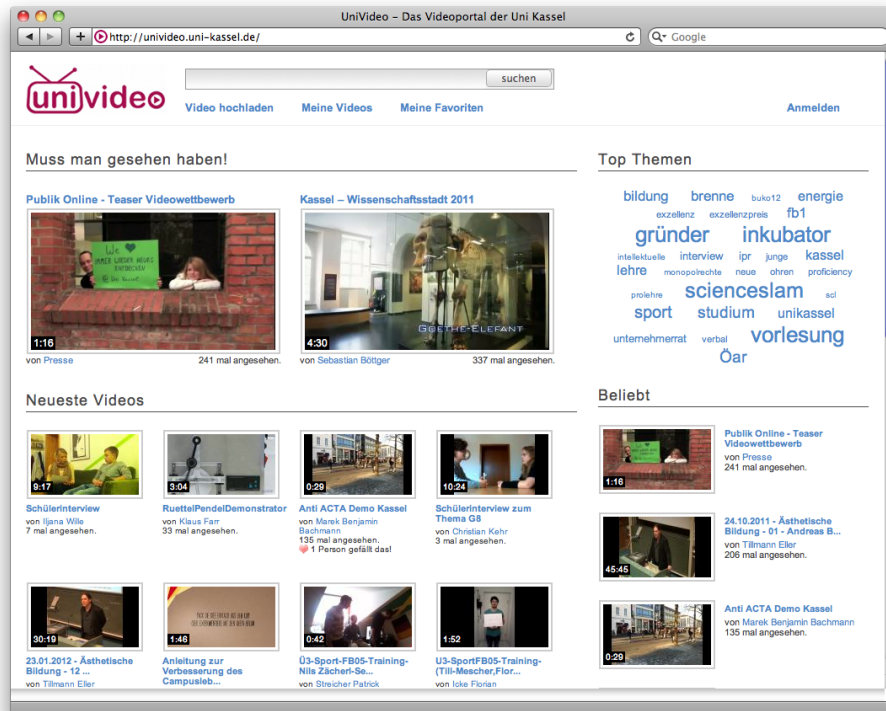 UniVideo – Das Videoportal der Uni Kassel
http://univideo.uni-kassel.de/
Google
univideo
suchen
Video hochladen Meine Videos Meine Favoriten Anmelden
Muss man gesehen haben!
Publik Online - Teaser Videowettbewerb
Kassel – Wissenschaftsstadt 2011
We
IMMER WIEDER NEUES
ENTDECKEN
GOETHE-ELEFANT
1:16
4:30
von Presse 241 mal angesehen.
von Sebastian Böttger 337 mal angesehen.
Top Themen
bildung brenne buko12 energie
exzellenz exzellenzpreis fb1
gründer inkubator
intellektuelle interview ipr junge kassel
lehre monopolrechte neue ohren proficiency
prolehre scienceslam scl
sport studium unikassel
unternehmerrat verbal vorlesung
Öar
Neueste Videos
9:17
Schülerinterview
von Iljana Wille
7 mal angesehen.
3:04
RuettelPendelDemonstrator
von Klaus Farr
33 mal angesehen.
0:29
Anti ACTA Demo Kassel
von Marek Benjamin
Bachmann
135 mal angesehen.
1 Person gefällt das!
10:24
Schülerinterview zum
Thema G8
von Christian Kehr
3 mal angesehen.
30:19
23.01.2012 - Ästhetische
Bildung - 12 ...
von Tillmann Eller
1:46
Anleitung zur
Verbesserung des
Campusleb...
0:42
Ü3-Sport-FB05-Training-
Nils Zächerl-Se...
von Streicher Patrick
1:52
U3-SportFB05-Training-
(Till-Mescher,Flor...
von Icke Florian
Beliebt
1:16
Publik Online - Teaser
Videowettbewerb
von Presse
241 mal angesehen.
45:45
24.10.2011 - Ästhetische
Bildung - 01 - Andreas B...
von Tillmann Eller
206 mal angesehen.
0:29
Anti ACTA Demo Kassel
von Marek Benjamin Bachmann
135 mal angesehen.